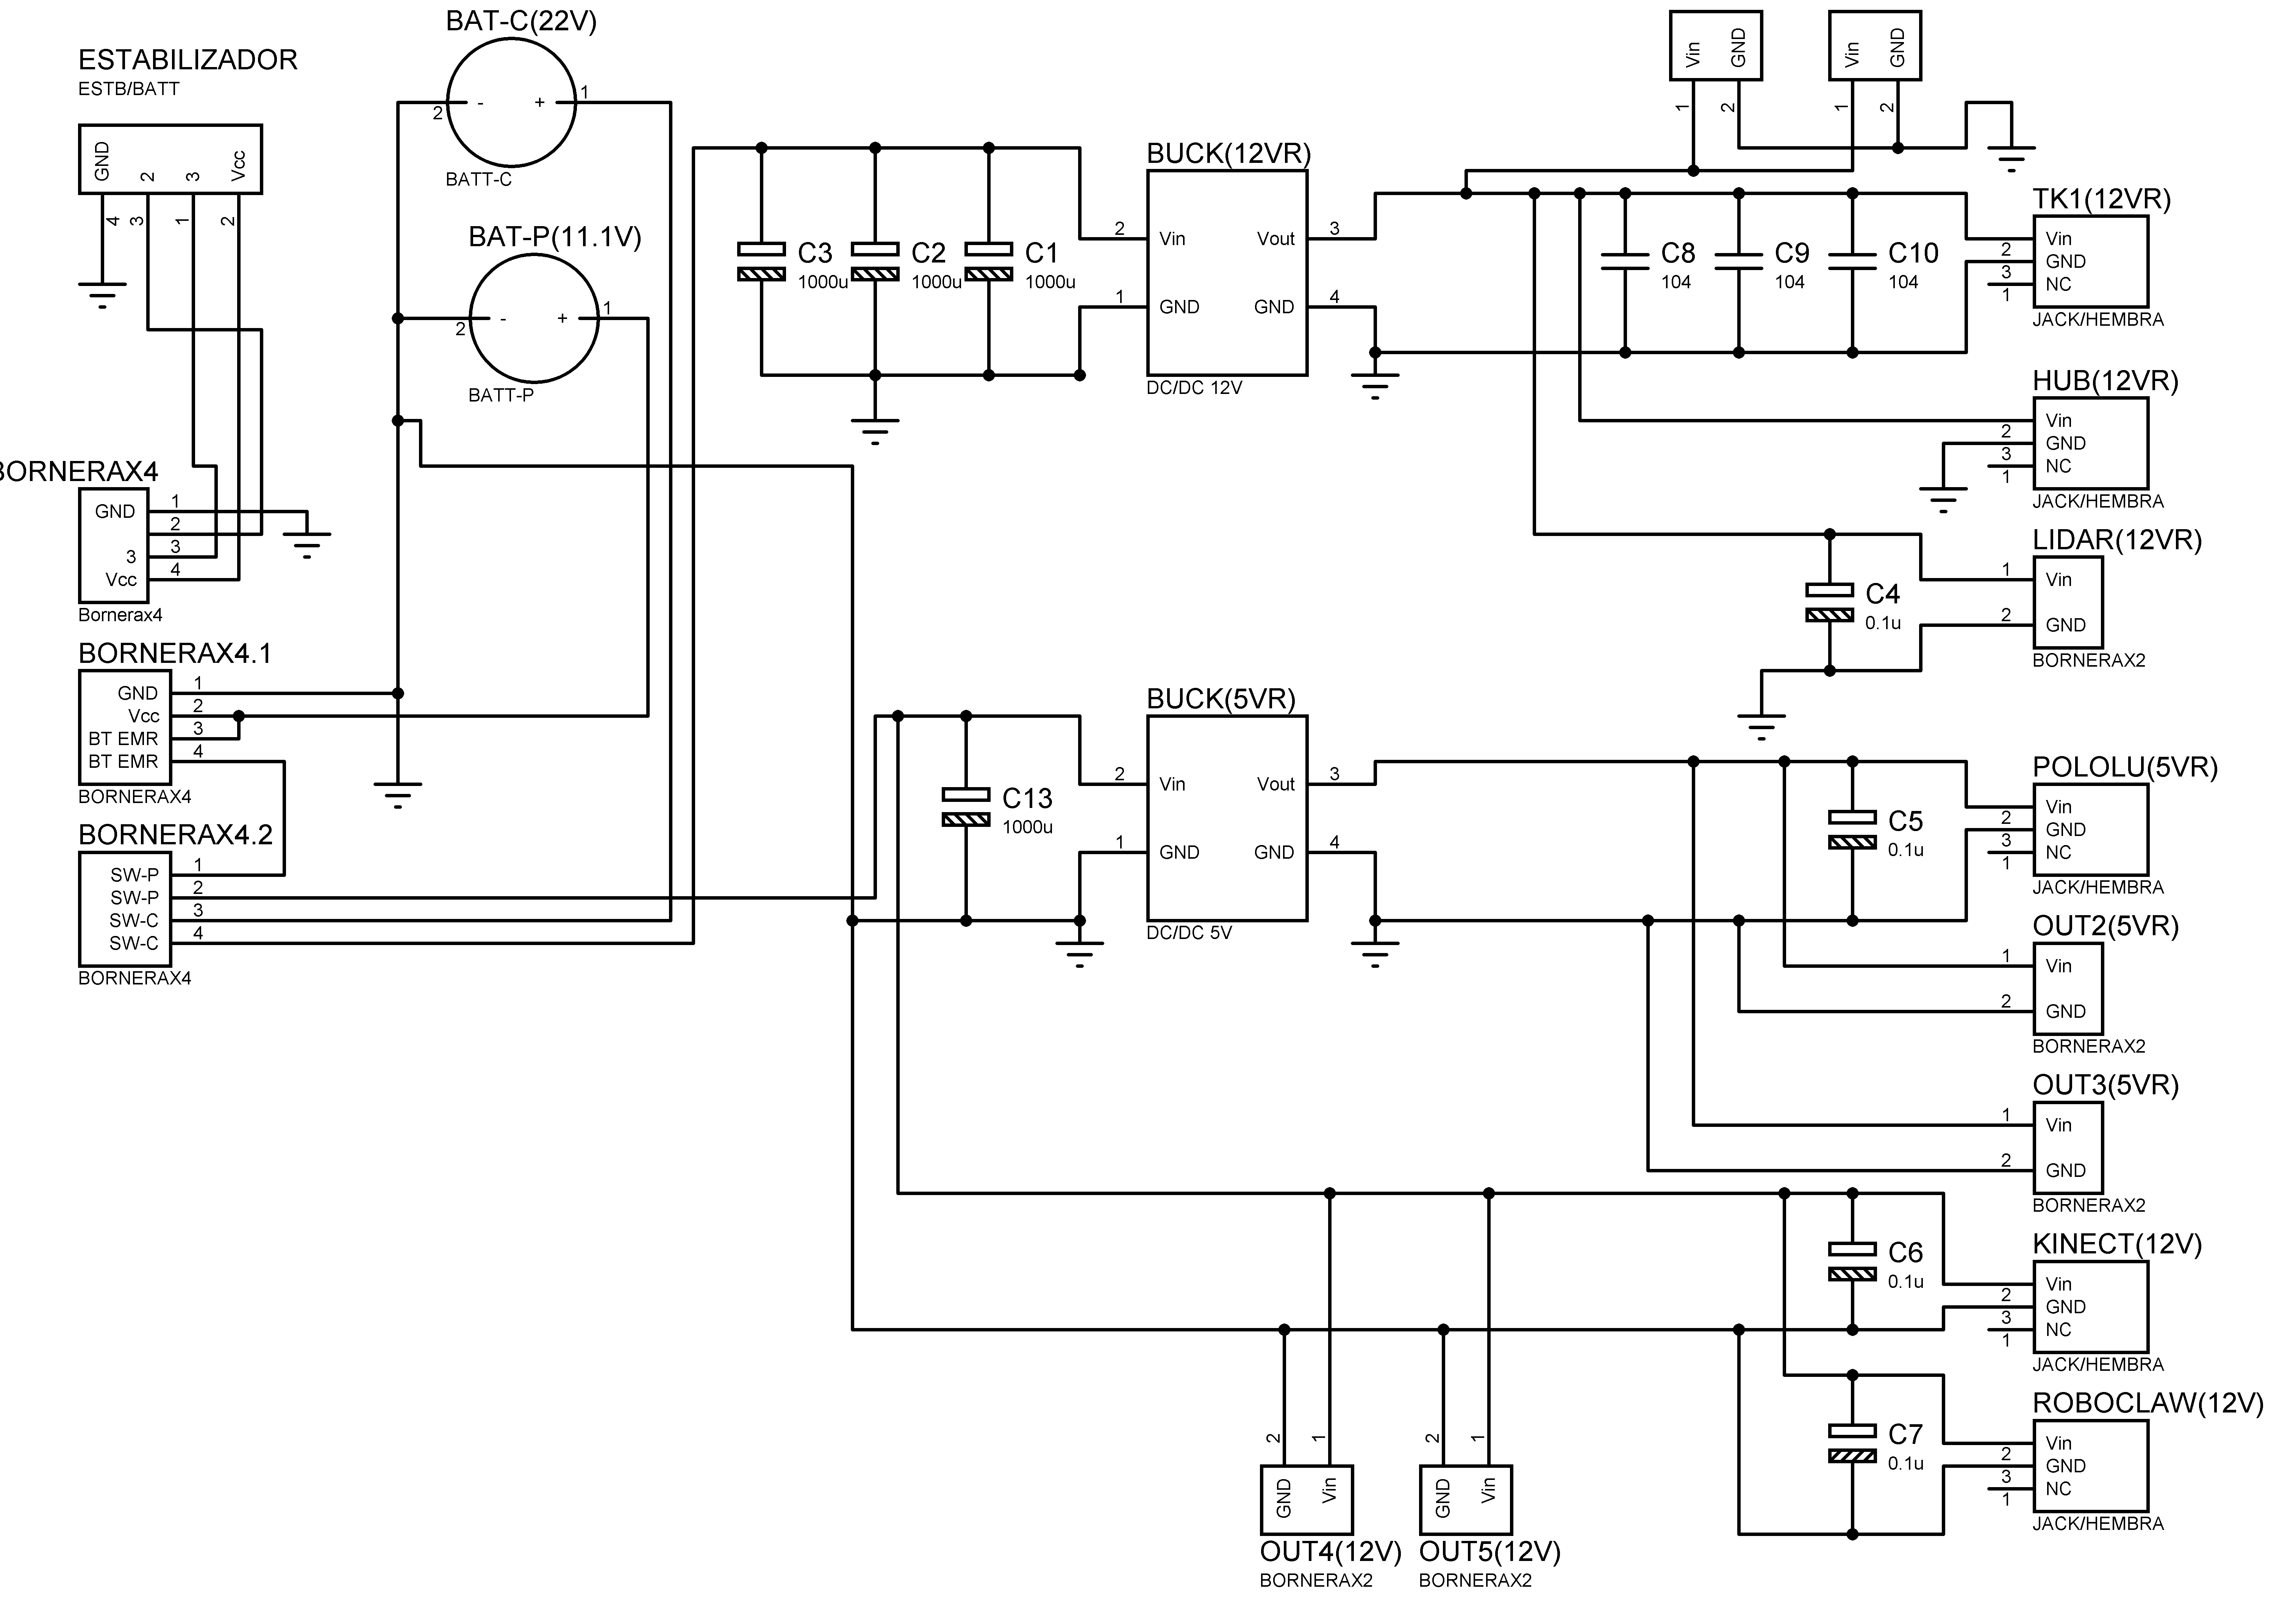 ESTABILIZADOR
ESTB/BATT
GND
2
3
Vcc
4
3
1
2
BAT-C(22V)
2
-
+
1
BATT-C
BAT-P(11.1V)
2
-
+
1
BATT-P
BORNERAX4
GND
3
Vcc
1
2
3
4
Bornerax4
BORNERAX4.1
GND
Vcc
BT EMR
BT EMR
1
2
3
4
BORNERAX4
BORNERAX4.2
SW-P
SW-P
SW-C
SW-C
1
2
3
4
BORNERAX4
C3
1000u
C2
1000u
C1
1000u
BUCK(12VR)
2
Vin
Vout
3
1
GND
GND
4
DC/DC 12V
Vin
GND
1
2
Vin
GND
1
2
C8
104
C9
104
C10
104
TK1(12VR)
Vin
2
GND
3
NC
1
JACK/HEMBRA
HUB(12VR)
Vin
2
GND
3
NC
1
JACK/HEMBRA
LIDAR(12VR)
1
Vin
2
GND
BORNERAX2
C4
0.1u
C13
1000u
BUCK(5VR)
2
Vin
Vout
3
1
GND
GND
4
DC/DC 5V
C5
0.1u
POLOLU(5VR)
Vin
2
GND
3
NC
1
JACK/HEMBRA
OUT2(5VR)
1
Vin
2
GND
BORNERAX2
OUT3(5VR)
1
Vin
2
GND
BORNERAX2
C6
0.1u
KINECT(12V)
Vin
2
GND
3
NC
1
JACK/HEMBRA
C7
0.1u
ROBOCLAW(12V)
Vin
2
GND
3
NC
1
JACK/HEMBRA
2
1
GND
Vin
OUT4(12V)
BORNERAX2
2
1
GND
Vin
OUT5(12V)
BORNERAX2